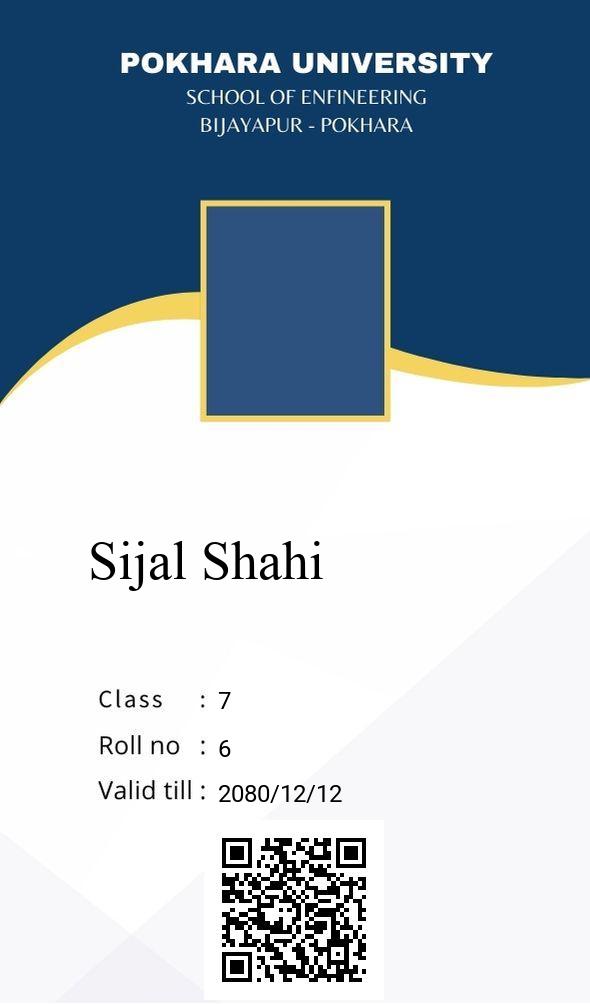 POKHARA UNIVERSITY
SCHOOL OF ENFINEERING
BIJAYAPUR - POKHARA
Sijal Shahi
Class : 7
Roll no : 6
Valid till : 2080/12/12